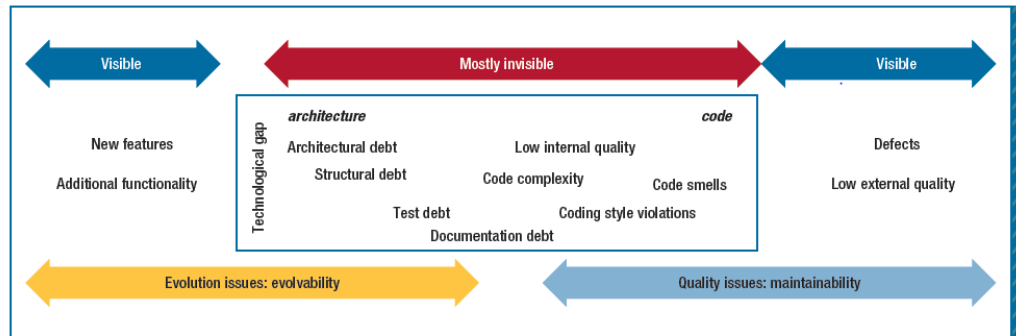 Visible
Mostly invisible
Visible
New features
Additional functionality
Technological gap
architecture
code
Architectural debt
Low internal quality
Structural debt
Code complexity
Code smells
Test debt
Coding style violations
Documentation debt
Defects
Low external quality
Evolution issues: evolvability
Quality issues: maintainability